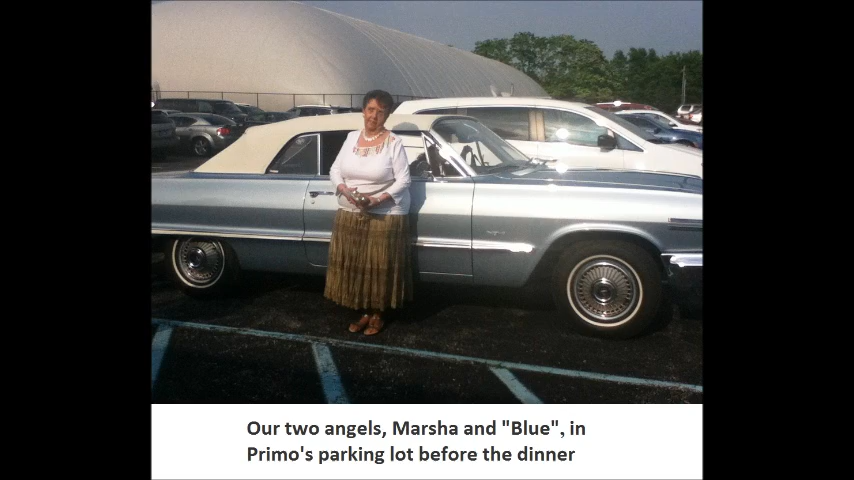 Our two angels, Marsha and "Blue", in
Primo's parking lot before the dinner